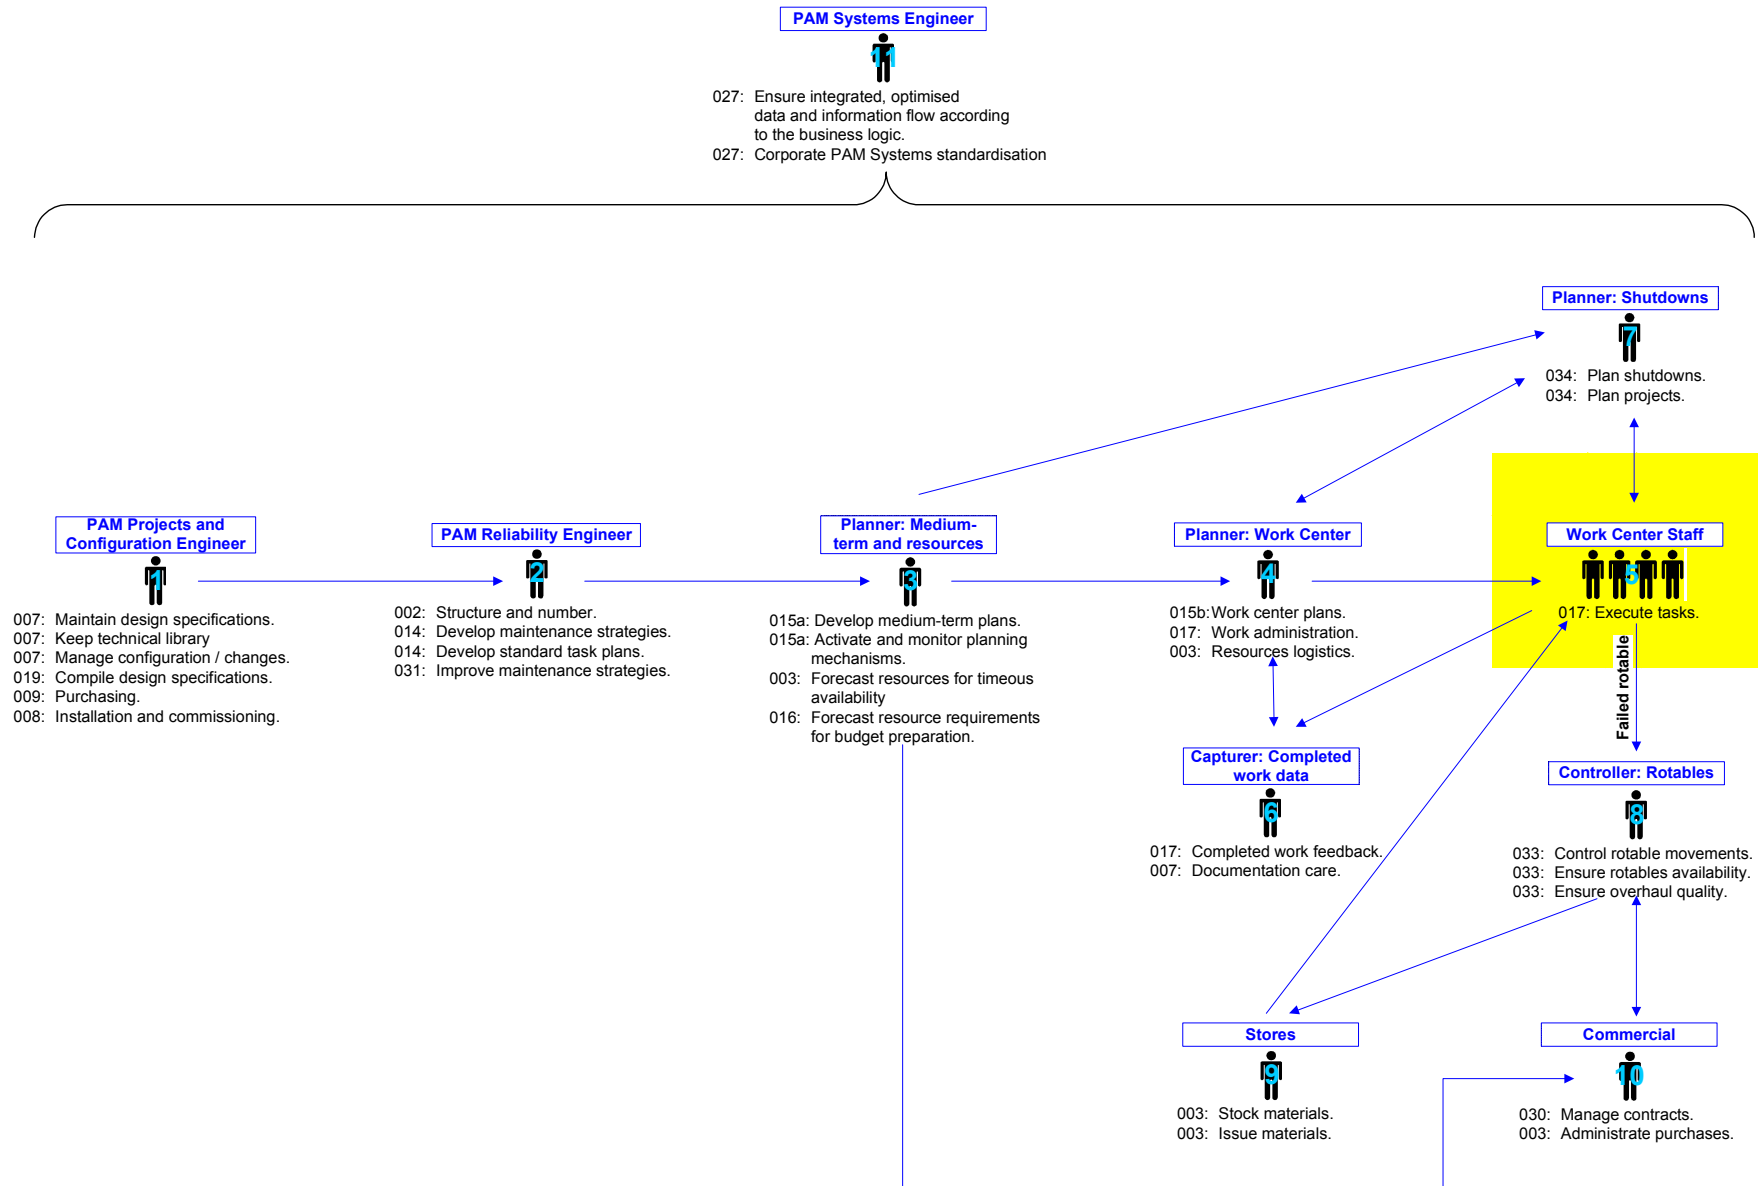 PAM Systems Engineer
11
027: Ensure integrated, optimised
data and information flow according
to the business logic.
027: Corporate PAM Systems standardisation
Planner: Shutdowns
7
034: Plan shutdowns.
034: Plan projects.
PAM Projects and
Configuration Engineer
1
007: Maintain design specifications.
007: Keep technical library
007: Manage configuration / changes.
019: Compile design specifications.
009: Purchasing.
008: Installation and commissioning.
PAM Reliability Engineer
2
002: Structure and number.
014: Develop maintenance strategies.
014: Develop standard task plans.
031: Improve maintenance strategies.
Planner: Medium-
term and resources
3
015a: Develop medium-term plans.
015a: Activate and monitor planning
mechanisms.
003: Forecast resources for timeous
availability
016: Forecast resource requirements
for budget preparation.
Planner: Work Center
4
015b: Work center plans.
017: Work administration.
003: Resources logistics.
Work Center Staff
5
017: Execute tasks.
Failed rotable
Capturer: Completed
work data
6
017: Completed work feedback.
007: Documentation care.
Controller: Rotables
8
033: Control rotable movements.
033: Ensure rotables availability.
033: Ensure overhaul quality.
Stores
9
003: Stock materials.
003: Issue materials.
Commercial
10
030: Manage contracts.
003: Administrate purchases.